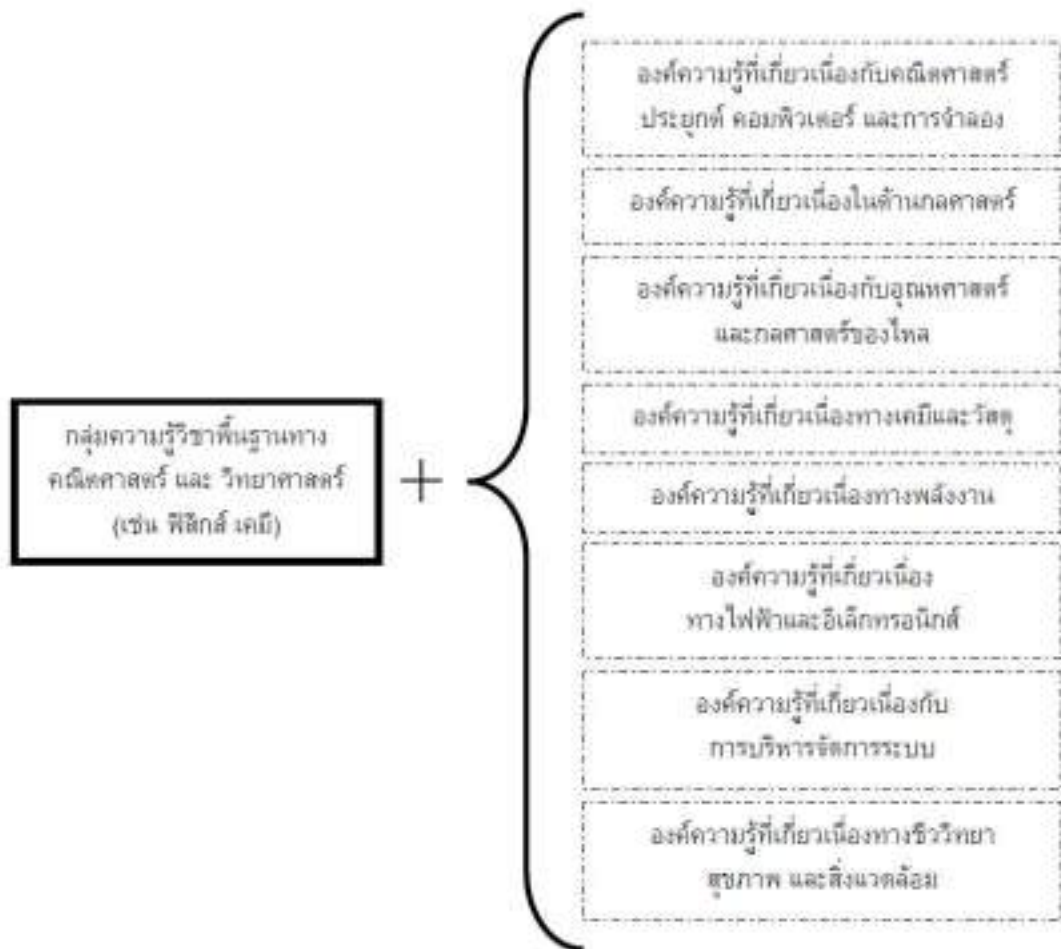 กลุ่มความรู้วิชาพื้นฐานทาง
คณิตศาสตร์ และ วิทยาศาสตร์
(เช่น ฟิสิกส์ เคมี)
+
องค์ความรู้ที่เกี่ยวเนื่องกับคณิตศาสตร์
ประยุกต์ คอมพิวเตอร์ และการจำลอง
องค์ความรู้ที่เกี่ยวเนื่องในด้านกลศาสตร์
องค์ความรู้ที่เกี่ยวเนื่องกับอุณหศาสตร์
และกลศาสตร์ของไหล
องค์ความรู้ที่เกี่ยวเนื่องทางเคมีและวัสดุ
องค์ความรู้ที่เกี่ยวเนื่องทางพลังงาน
องค์ความรู้ที่เกี่ยวเนื่อง
ทางไฟฟ้าและอิเล็กทรอนิกส์
องค์ความรู้ที่เกี่ยวเนื่องกับ
การบริหารจัดการระบบ
องค์ความรู้ที่เกี่ยวเนื่องทางชีววิทยา
สุขภาพ และสิ่งแวดล้อม